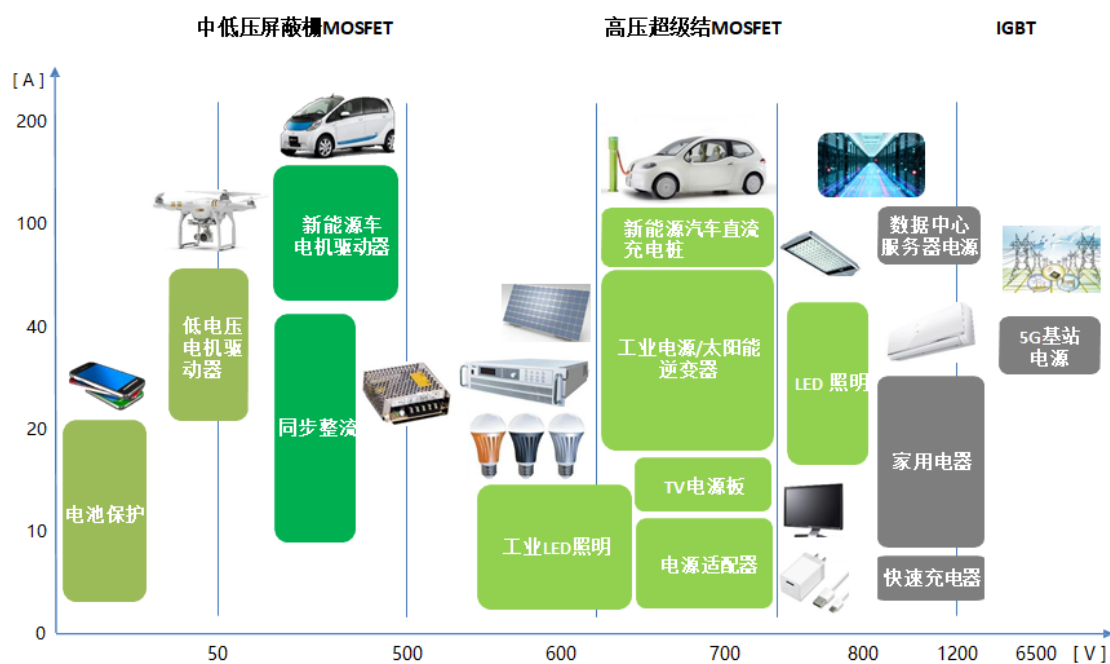 中低压屏蔽栅MOSFET
高压超级结MOSFET
IGBT
[ A ]
200
100
40
20
10
0
新能源车
电机驱动器
低电压
电机驱
动器
同步整流
电池保护
新能源汽车直流
充电桩
工业电源/太阳能
逆变器
TV电源板
工业LED照明
电源适配器
LED 照明
数据中心
服务器电源
5G基站
电源
家用电器
快速充电器
50
500
600
700
800
1200
6500
[ V ]